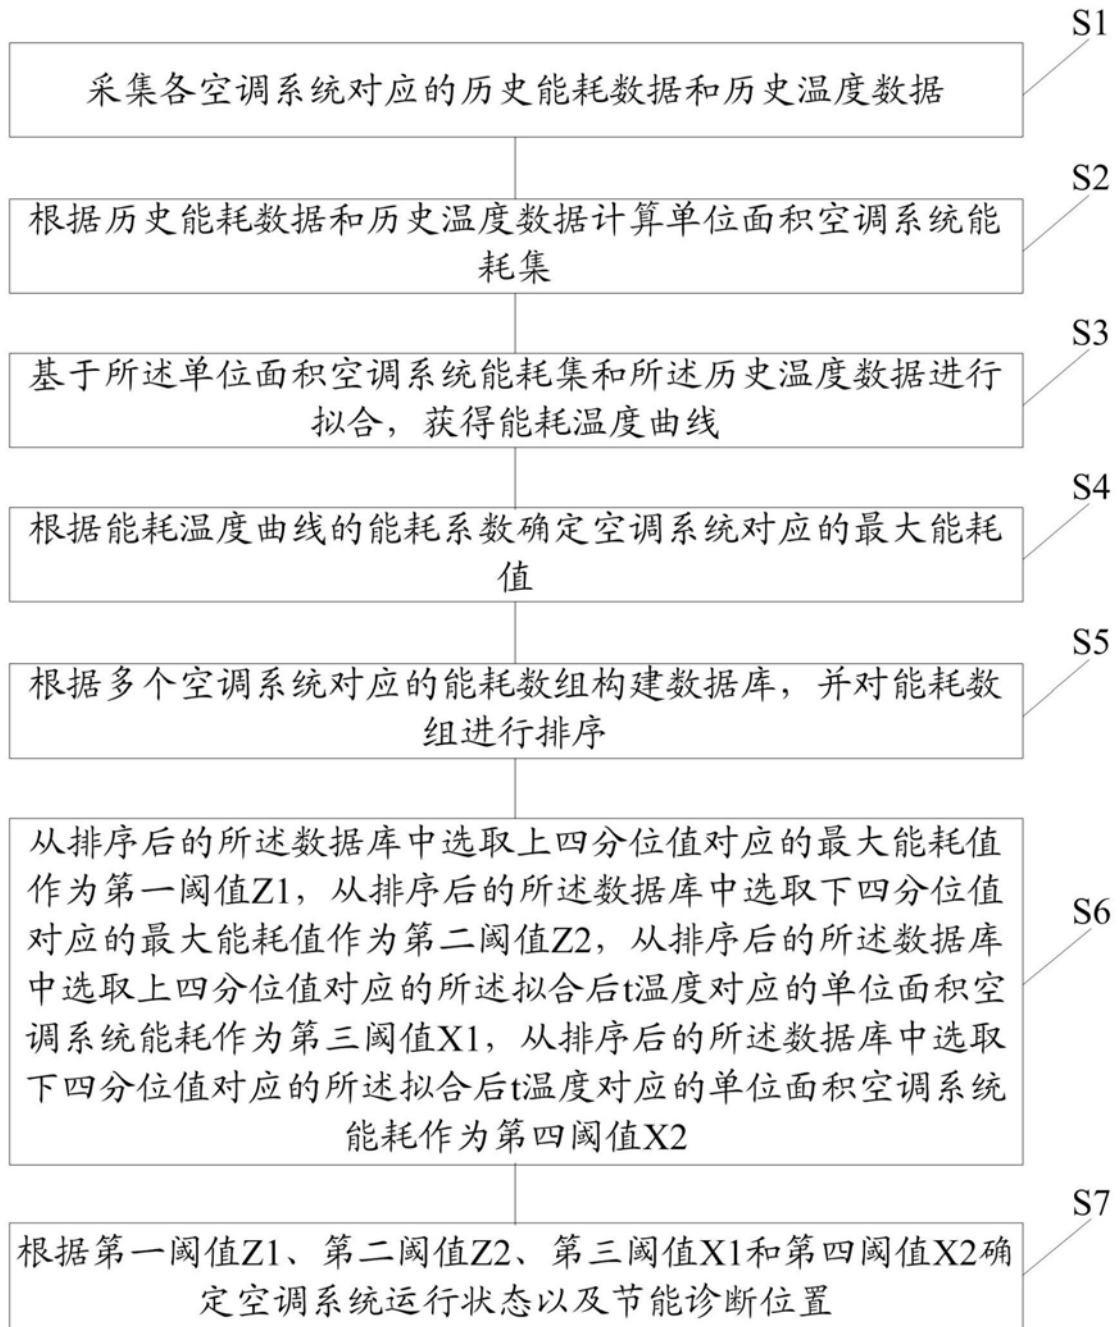 S1
采集各空调系统对应的历史能耗数据和历史温度数据
S2
根据历史能耗数据和历史温度数据计算单位面积空调系统能
耗集
S3
基于所述单位面积空调系统能耗集和所述历史温度数据进行
拟合，获得能耗温度曲线
S4
根据能耗温度曲线的能耗系数确定空调系统对应的最大能耗
值
S5
根据多个空调系统对应的能耗数组构建数据库，并对能耗数
组进行排序
S6
从排序后的所述数据库中选取上四分位值对应的最大能耗值
作为第一阈值Z1，从排序后的所述数据库中选取下四分位值
对应的最大能耗值作为第二阈值Z2，从排序后的所述数据库
中选取上四分位值对应的所述拟合后t温度对应的单位面积空
调系统能耗作为第三阈值X1，从排序后的所述数据库中选取
下四分位值对应的所述拟合后t温度对应的单位面积空调系统
能耗作为第四阈值X2
S7
根据第一阈值Z1、第二阈值Z2、第三阈值X1和第四阈值X2确
定空调系统运行状态以及节能诊断位置